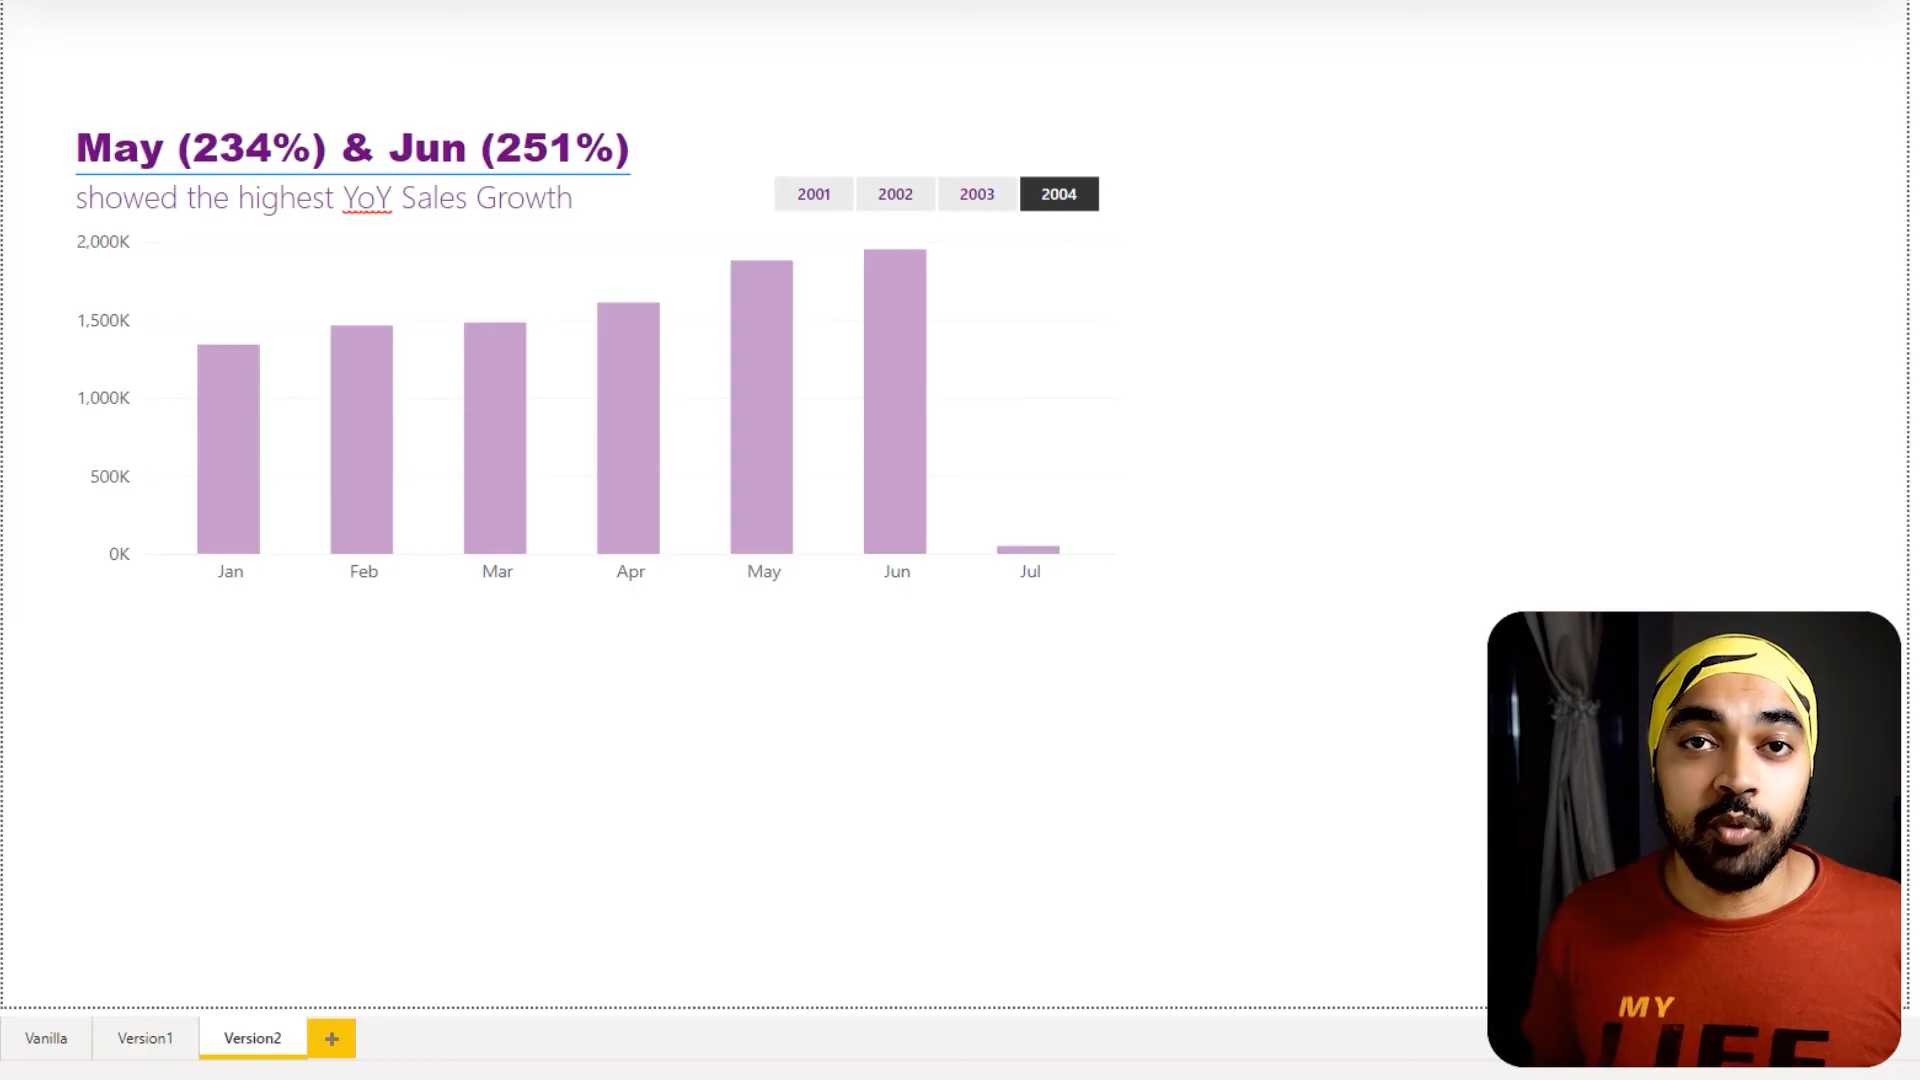 May (234%) & Jun (251%)
showed the highest YoY Sales Growth
2001 2002 2003 2004
2,000K
1,500K
1,000K
500K
0K
Jan Feb Mar Apr May Jun Jul
MY
LIFE
Vanilla Version1 Version2 +